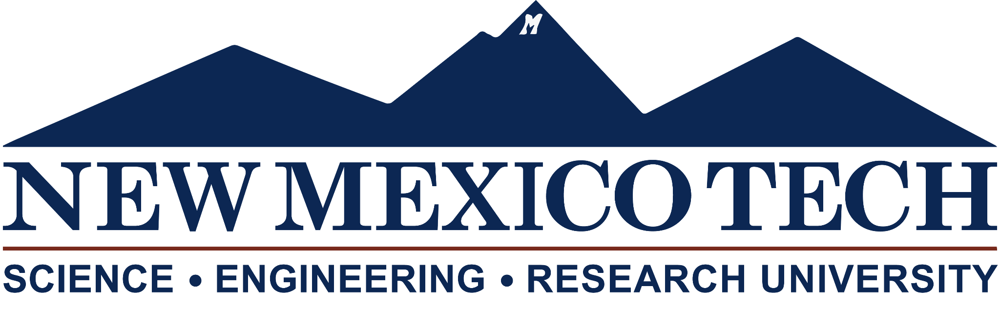 M
NEW MEXICO TECH
SCIENCE • ENGINEERING • RESEARCH UNIVERSITY